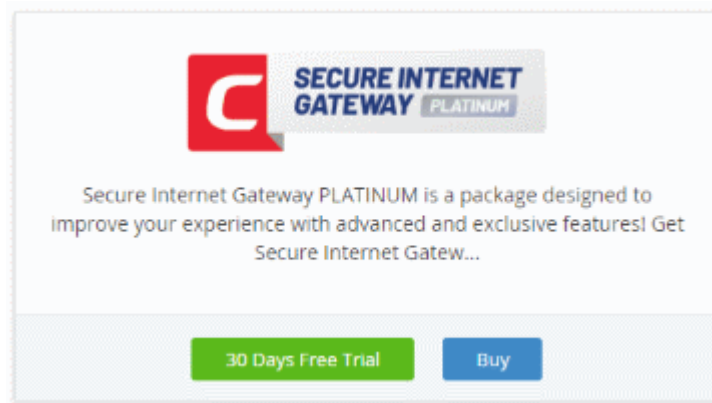 C
SECURE INTERNET
GATEWAY PLATINUM
Secure Internet Gateway PLATINUM is a package designed to
improve your experience with advanced and exclusive features! Get
Secure Internet Gatew...
30 Days Free Trial
Buy